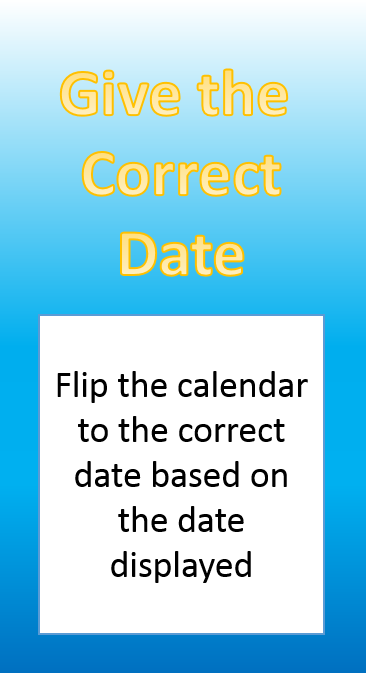 Give the
Correct
Date
Flip the calendar
to the correct
date based on
the date
displayed